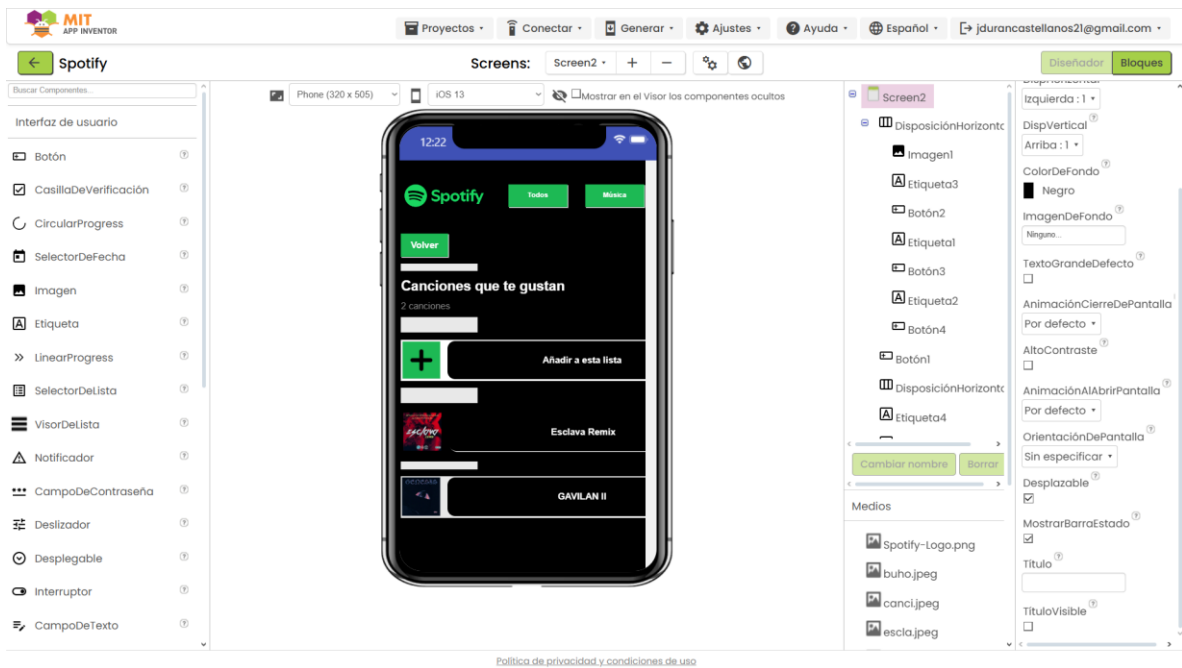 MIT
APP INVENTOR
Proyectos
Conectar
Generar
Ajustes
Ayuda
Español
jdurancastellanos21@gmail.com
Spotify
Screens:
Screen2
Diseñador
Bloques
Buscar Componentes...
Interfaz de usuario
Botón
CasillaDeVerificación
CircularProgress
SelectorDeFecha
Imagen
Etiqueta
LinearProgress
SelectorDeLista
VisorDeLista
Notificador
CampoDeContraseña
Deslizador
Desplegable
Interruptor
CampoDeTexto
Phone (320 x 505)
iOS 13
Mostrar en el Visor los componentes ocultos
12:22
Spotify
Todos
Música
Volver
Canciones que te gustan
2 canciones
Añadir a esta lista
Esclava Remix
GAVILAN II
Screen2
DisposiciónHorizonta
Imagen1
Etiqueta3
Botón2
Etiqueta1
Botón3
Etiqueta2
Botón4
Botón1
DisposiciónHorizonta
Etiqueta4
Cambiar nombre
Borrar
Medios
Spotify-Logo.png
buho.jpeg
canci.jpeg
escla.jpeg
DispHorizontal
Izquierda : 1
DispVertical
Arriba : 1
ColorDeFondo
Negro
ImagenDeFondo
Ninguno...
TextoGrandeDefecto
AnimaciónCierreDePantalla
Por defecto
AltoContraste
AnimaciónAlAbrirPantalla
Por defecto
OrientaciónDePantalla
Sin especificar
Desplazable
MostrarBarraEstado
Título
TítuloVisible
Política de privacidad y condiciones de uso